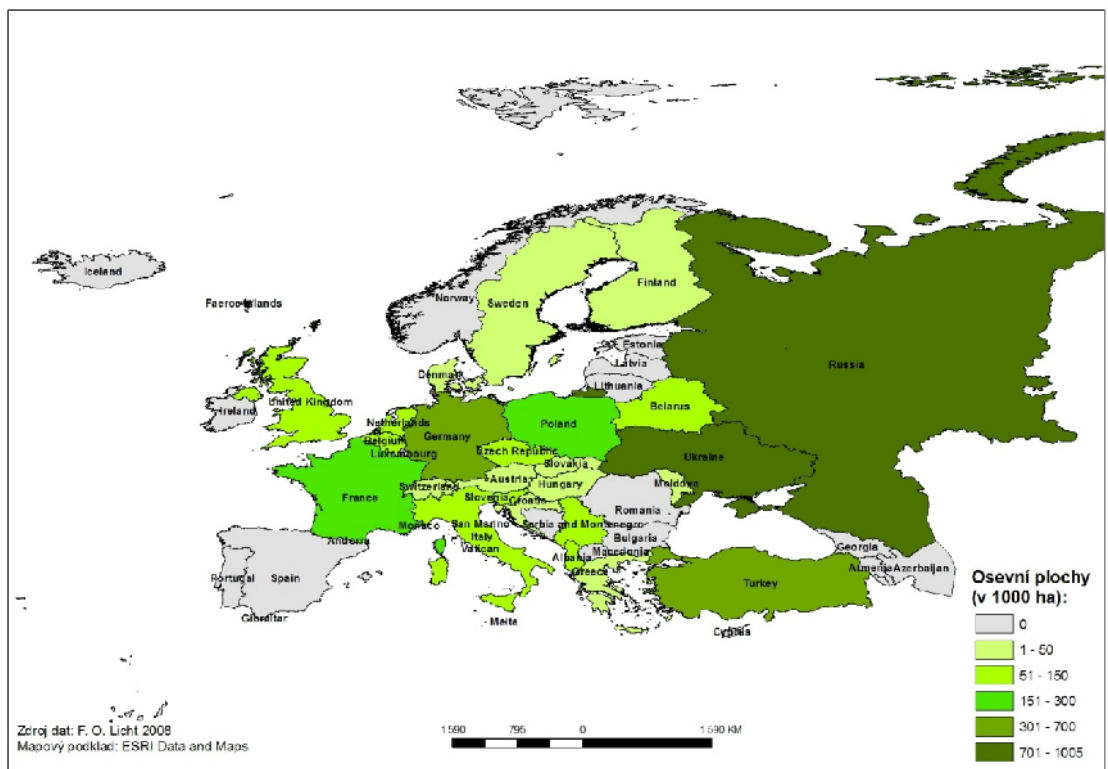 Iceland
Faeroe Islands
Norway
Sweden
Finland
Estonia
Latvia
Lithuania
Russia
Denmark
United Kingdom
Ireland
Netherlands
Belgium
Luxembourg
Germany
Poland
Belarus
Ukraine
Czech Republic
Slovakia
Austria
Hungary
Switzerland
Moldova
France
Slovenia
Croatia
Romania
Monaco
San Marino
Serbia and Montenegro
Italy
Vatican
Bulgaria
Andorra
Macedonia
Albania
Georgia
Armenia
Azerbaijan
Portugal
Spain
Greece
Turkey
Gibraltar
Malta
Cyprus
Osevní plochy
(v 1000 ha):
0
1 - 50
51 - 150
151 - 300
301 - 700
701 - 1005
Zdroj dat: F. O. Licht 2008
Mapový podklad: ESRI Data and Maps
1 590 795 0 1 590 KM